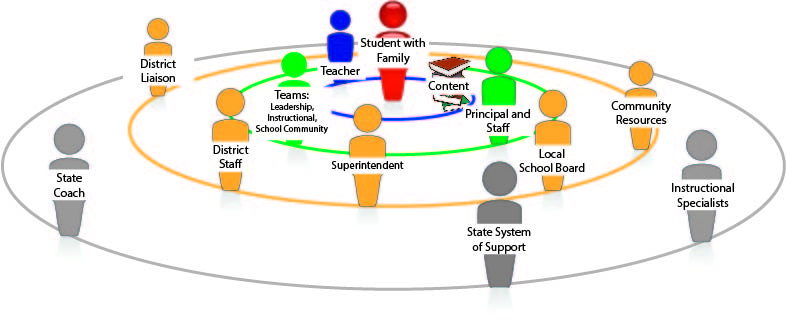 Student with
Family
Teacher
District
Liaison
Content
Teams:
Leadership,
Instructional,
School Community
Principal and
Staff
Community
Resources
District
Staff
Superintendent
Local
School Board
State
Coach
Instructional
Specialists
State System
of Support